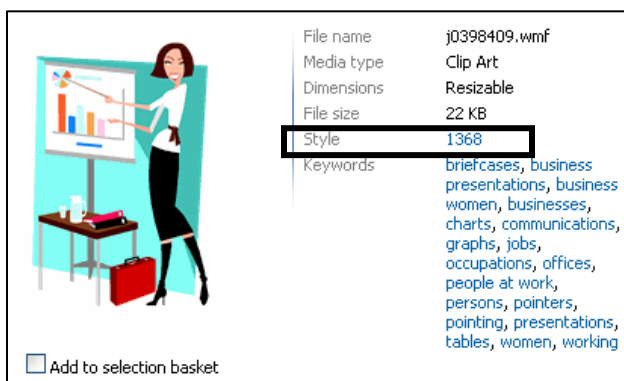 File name j0398409.wmf
Media type Clip Art
Dimensions Resizable
File size 22 KB
Style 1368
Keywords briefcases, business
presentations, business
women, businesses,
charts, communications,
graphs, jobs,
occupations, offices,
people at work,
persons, pointers,
pointing, presentations,
tables, women, working
Add to selection basket